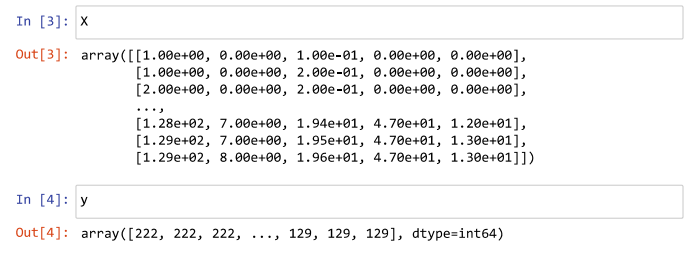 In [3]: X
Out[3]: array([[1.00e+00, 0.00e+00, 1.00e-01, 0.00e+00, 0.00e+00],
[1.00e+00, 0.00e+00, 2.00e-01, 0.00e+00, 0.00e+00],
[2.00e+00, 0.00e+00, 2.00e-01, 0.00e+00, 0.00e+00],
...,
[1.28e+02, 7.00e+00, 1.94e+01, 4.70e+01, 1.20e+01],
[1.29e+02, 7.00e+00, 1.95e+01, 4.70e+01, 1.30e+01],
[1.29e+02, 8.00e+00, 1.96e+01, 4.70e+01, 1.30e+01]])
In [4]: y
Out[4]: array([222, 222, 222, ..., 129, 129, 129], dtype=int64)